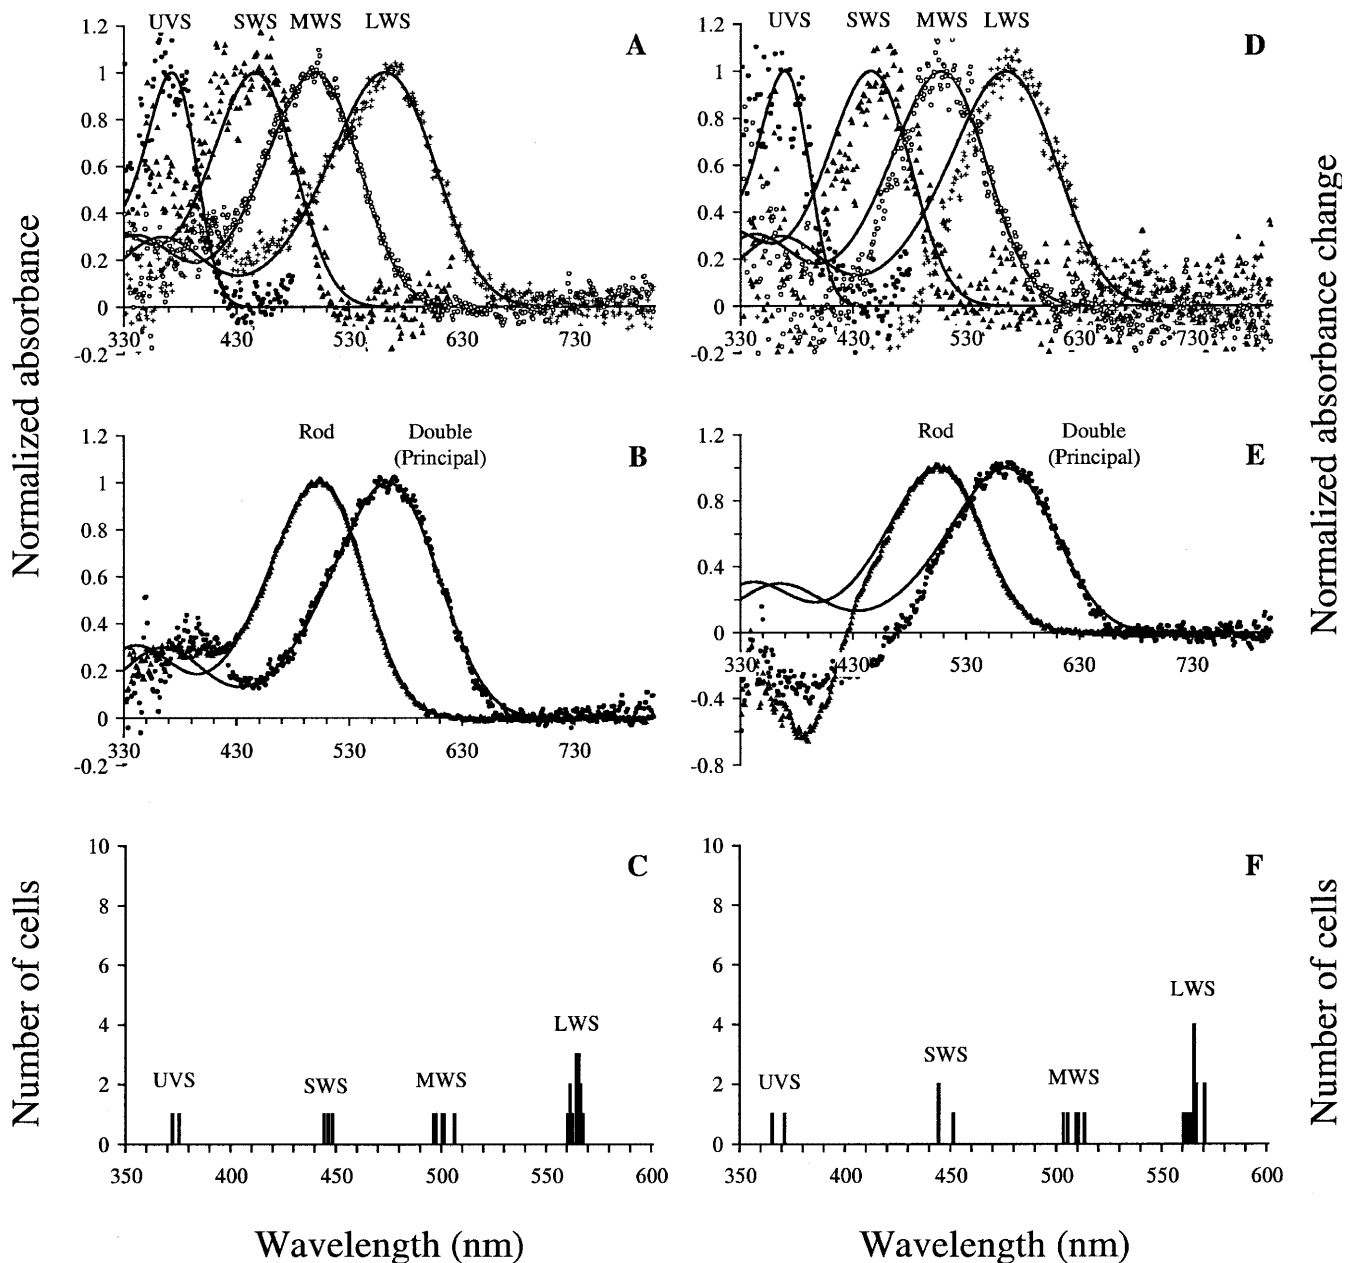 Normalized absorbance
UVS SWS MWS LWS
A
1.2
1
0.8
0.6
0.4
0.2
0
-0.2
330 430 530 630 730
UVS SWS MWS LWS
D
1.2
1
0.8
0.6
0.4
0.2
0
-0.2
330 430 530 630 730
Normalized absorbance change
Rod
Double
(Principal)
B
1.2
1
0.8
0.6
0.4
0.2
0
-0.2
330 430 530 630 730
Rod
Double
(Principal)
E
1.2
0.8
0.4
0
-0.4
-0.8
330 430 530 630 730
Number of cells
C
10
8
6
4
2
0
UVS SWS MWS LWS
350 400 450 500 550 600
Wavelength (nm)
F
10
8
6
4
2
0
UVS SWS MWS LWS
350 400 450 500 550 600
Wavelength (nm)
Number of cells